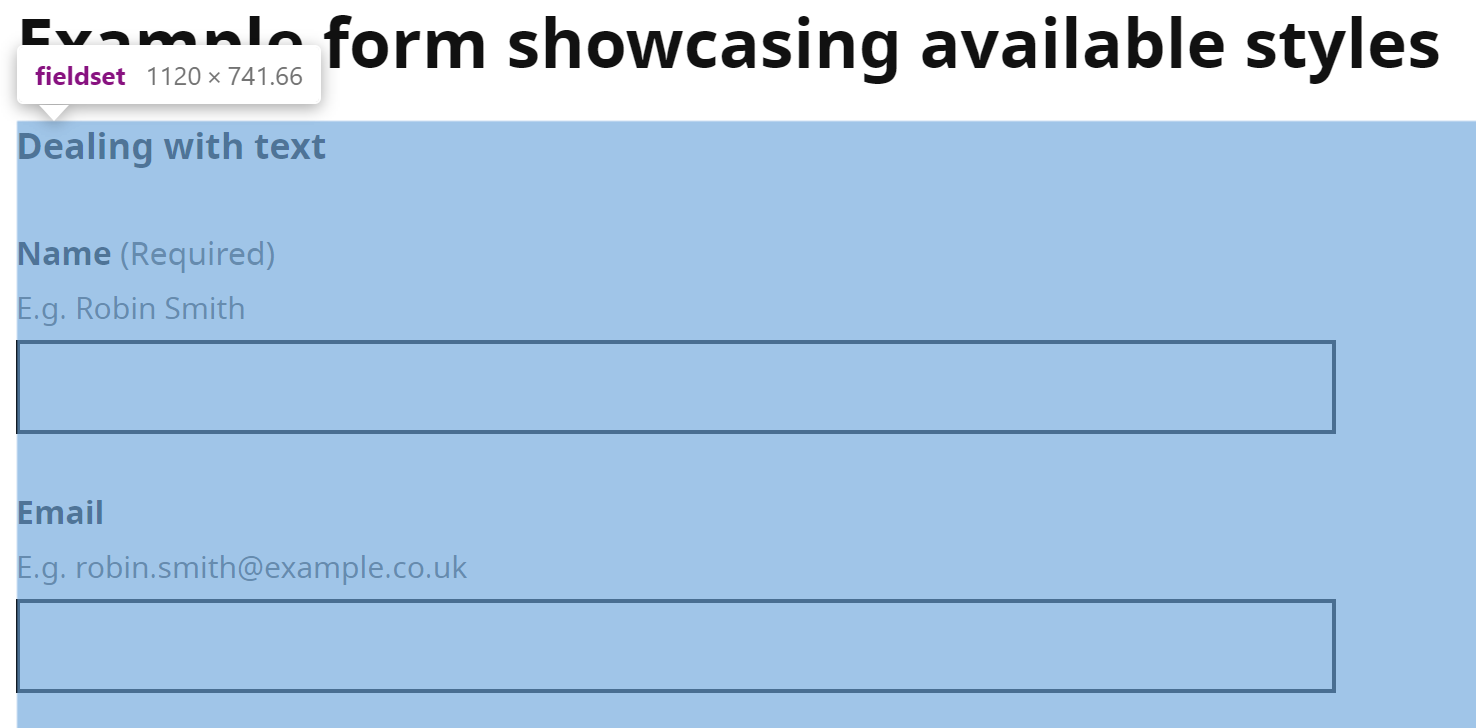 Example form showcasing available styles
fieldset 1120 × 741.66
Dealing with text
Name (Required)
E.g. Robin Smith
Email
E.g. robin.smith@example.co.uk